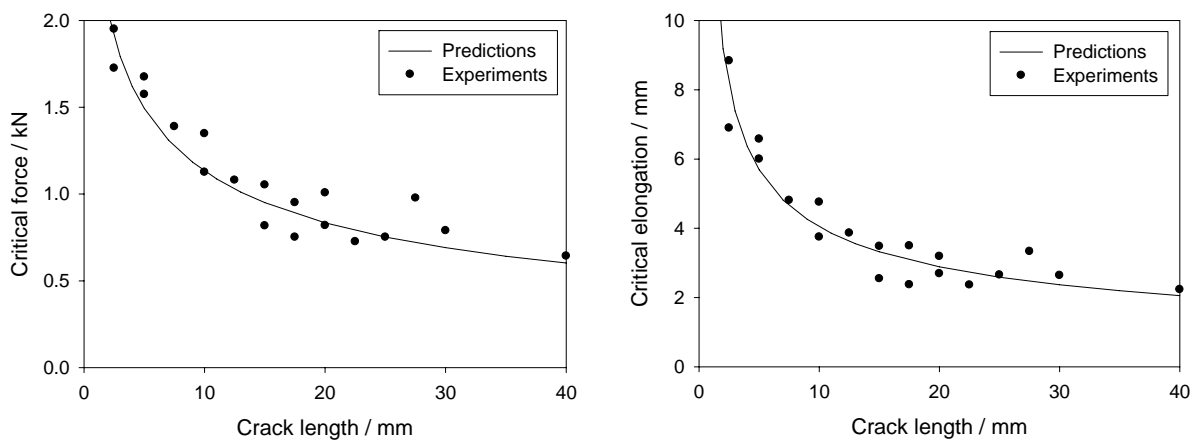 Critical force / kN
2.0
1.5
1.0
0.5
0.0
0
10
20
30
40
Crack length / mm
Predictions
Experiments
Critical elongation / mm
10
8
6
4
2
0
0
10
20
30
40
Crack length / mm
Predictions
Experiments